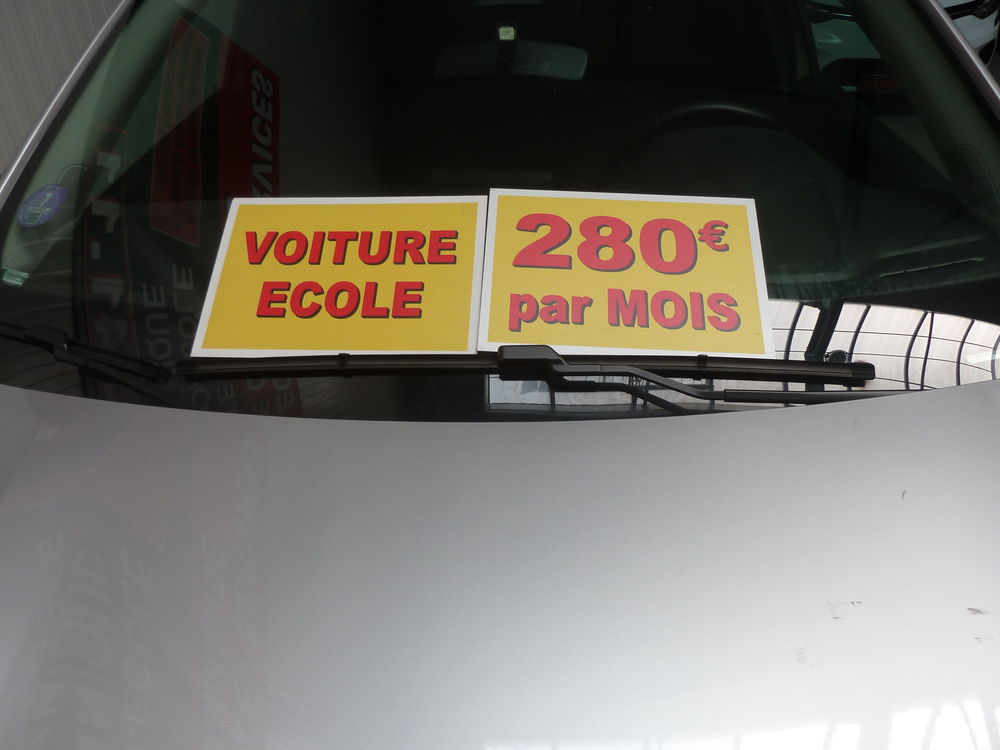 VOITURE
ECOLE
280€
par MOIS